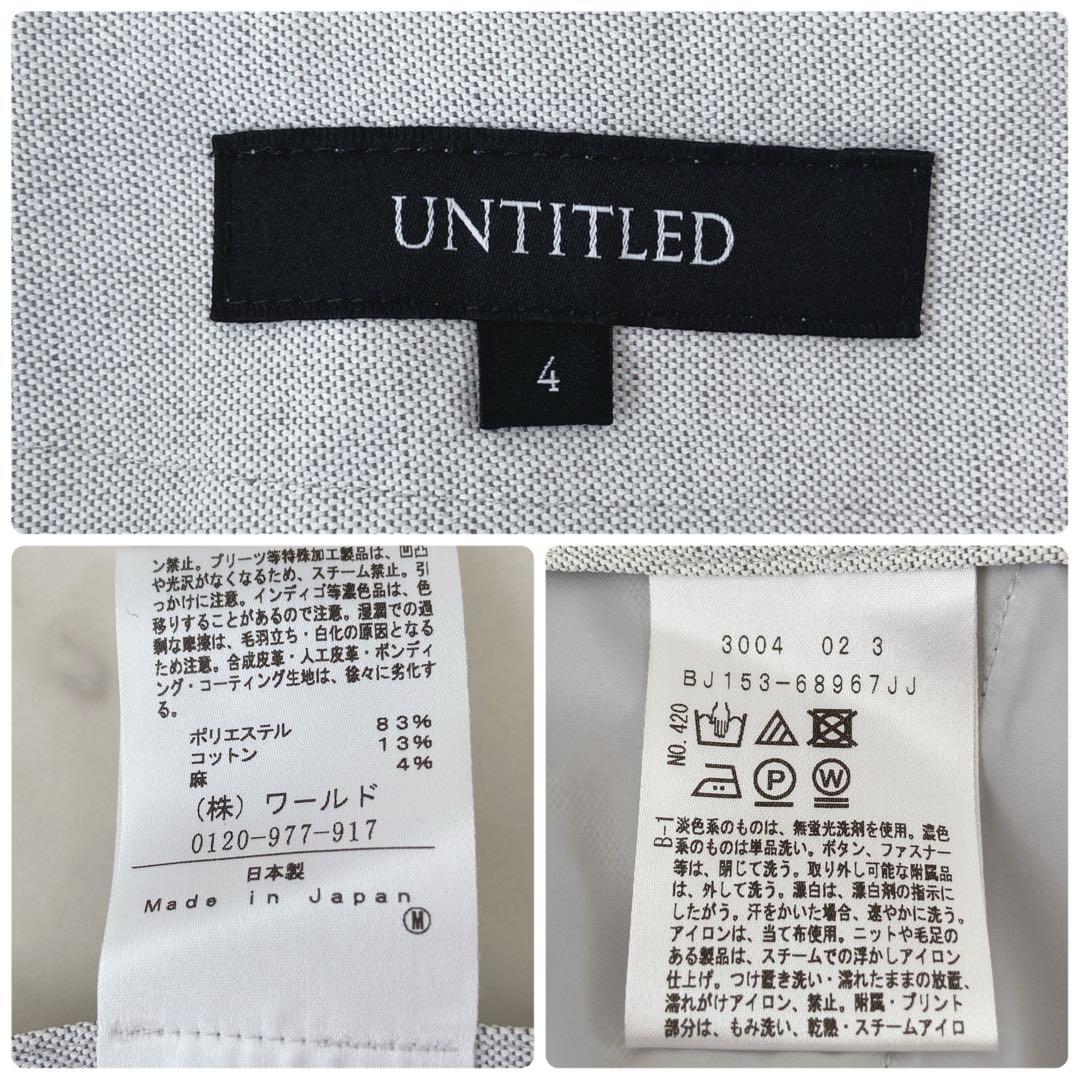 UNTITLED
4
ン禁止。プリーツ等特殊加工製品は、凹凸
や光沢がなくなるため、スチーム禁止。引
っかけに注意。インディゴ等濃色品は、色
移りすることがあるので注意。湿潤での過
剰な摩擦は、毛羽立ち・白化の原因となる
ため注意。合成皮革・人工皮革・ボンディ
ング・コーティング生地は、徐々に劣化す
る。
ポリエステル 83%
コットン 13%
麻 4%
(株) ワールド
0120-977-917
日本製
Made in Japan
M
3004 02 3
BJ153-68967JJ
NO.420
P W
B-1
淡色系のものは、無蛍光洗剤を使用。濃色
系のものは単品洗い。ボタン、ファスナー
等は、閉じて洗う。取り外し可能な附属品
は、外して洗う。漂白は、漂白剤の指示に
したがう。汗をかいた場合、速やかに洗う。
アイロンは、当て布使用。ニットや毛足の
ある製品は、スチームでの浮かしアイロン
仕上げ。つけ置き洗い・濡れたままの放置、
濡れがけアイロン、禁止。附属・プリント
部分は、もみ洗い、乾熱・スチームアイロ